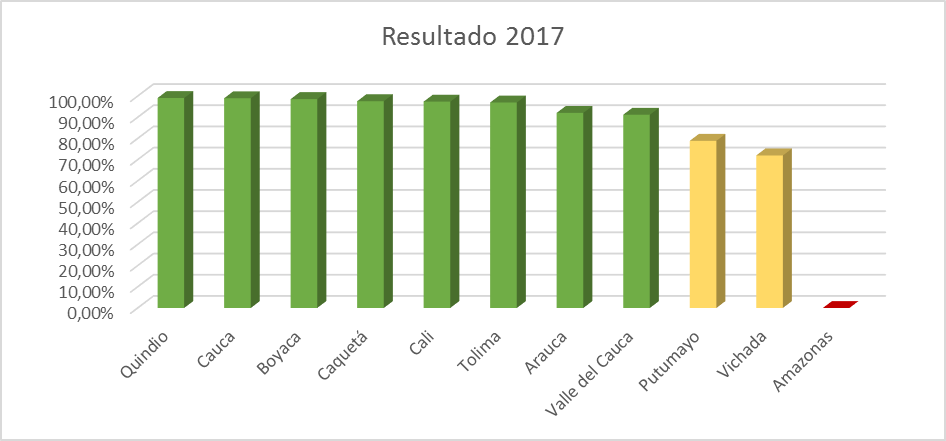 Resultado 2017
100,00%
90,00%
80,00%
70,00%
60,00%
50,00%
40,00%
30,00%
20,00%
10,00%
0,00%
Quindio
Cauca
Boyaca
Caquetá
Cali
Tolima
Arauca
Valle del Cauca
Putumayo
Vichada
Amazonas